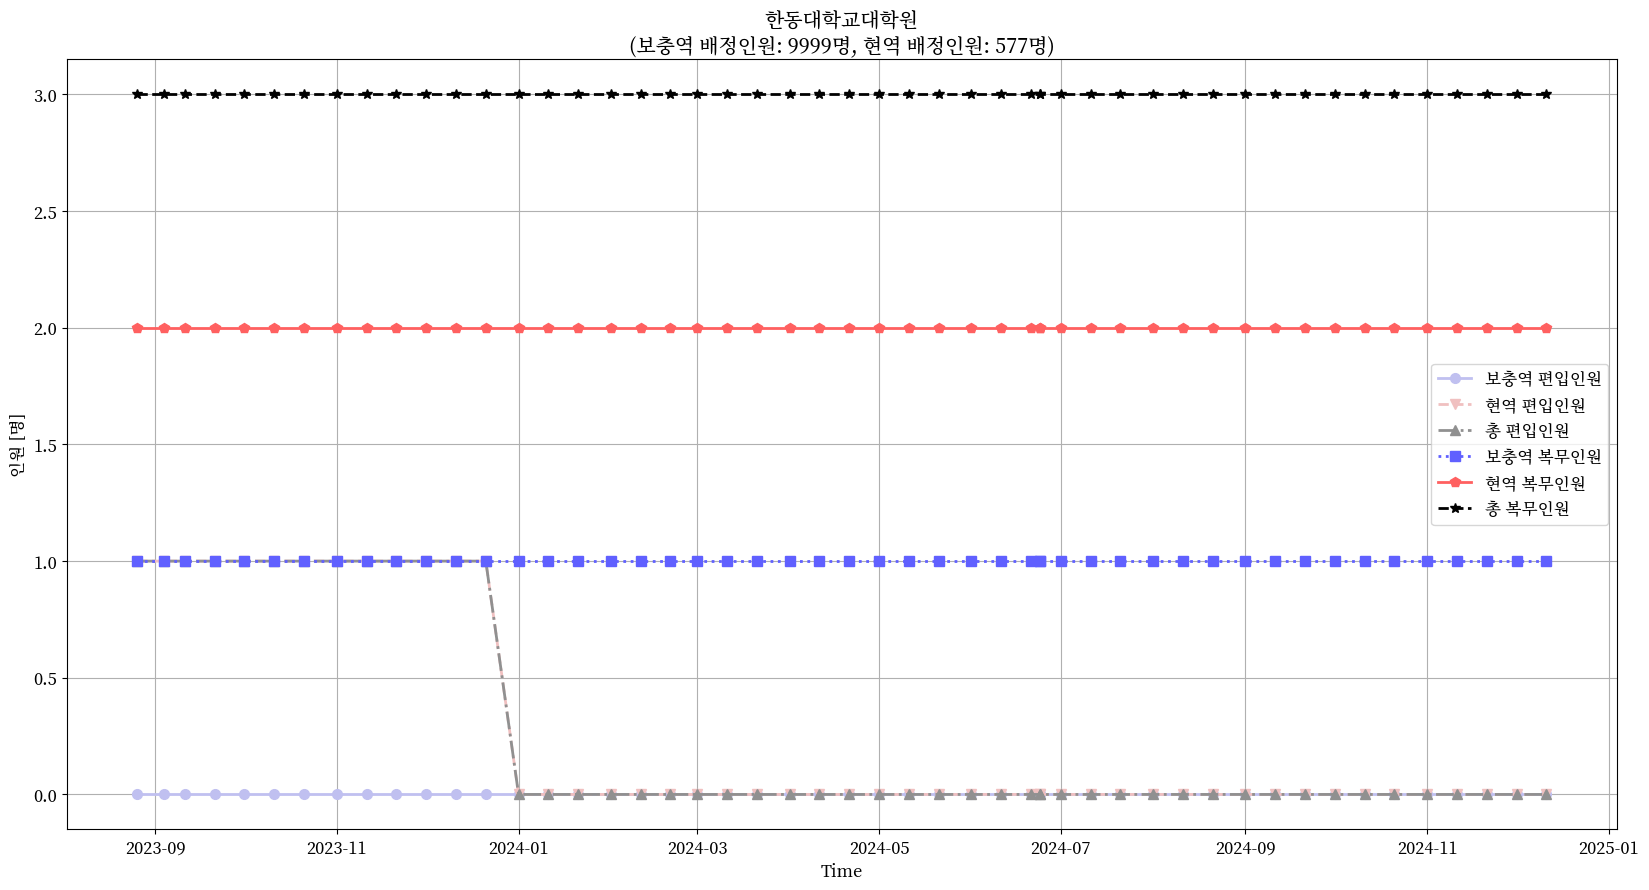 한동대학교대학원
(보충역 배정인원: 9999명, 현역 배정인원: 577명)
3.0
2.5
2.0
1.5
1.0
0.5
0.0
인원 [명]
보충역 편입인원
현역 편입인원
총 편입인원
보충역 복무인원
현역 복무인원
총 복무인원
2023-09
2023-11
2024-01
2024-03
2024-05
2024-07
2024-09
2024-11
2025-01
Time